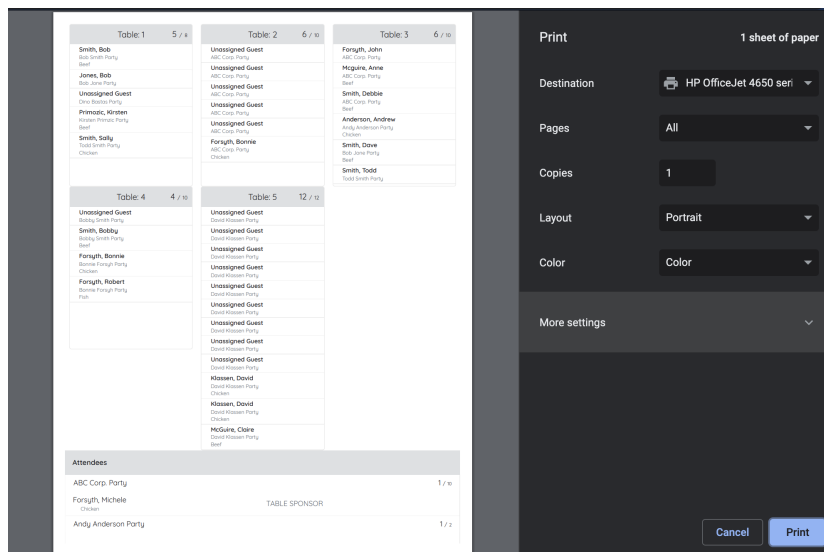 Table: 1 5 / 8
Smith, Bob
Bob Smith Party
Beef
Jones, Bob
Bob Jone Party
Unassigned Guest
Dino Bastas Party
Primozic, Kirsten
Kirsten Primzic Party
Beef
Smith, Sally
Todd Smith Party
Chicken
Table: 2 6 / 10
Unassigned Guest
ABC Corp. Party
Unassigned Guest
ABC Corp. Party
Unassigned Guest
ABC Corp. Party
Unassigned Guest
ABC Corp. Party
Unassigned Guest
ABC Corp. Party
Forsyth, Bonnie
ABC Corp. Party
Chicken
Table: 3 6 / 10
Forsyth, John
ABC Corp. Party
Mcguire, Anne
ABC Corp. Party
Beef
Smith, Debbie
ABC Corp. Party
Beef
Anderson, Andrew
Andy Anderson Party
Chicken
Smith, Dave
Bob Jone Party
Beef
Smith, Todd
Todd Smith Party
Table: 4 4 / 10
Unassigned Guest
Bobby Smith Party
Smith, Bobby
Bobby Smith Party
Beef
Forsyth, Bonnie
Bonnie Forsyh Party
Chicken
Forsyth, Robert
Bonnie Forsyh Party
Fish
Table: 5 12 / 12
Unassigned Guest
David Klassen Party
Unassigned Guest
David Klassen Party
Unassigned Guest
David Klassen Party
Unassigned Guest
David Klassen Party
Unassigned Guest
David Klassen Party
Unassigned Guest
David Klassen Party
Unassigned Guest
David Klassen Party
Unassigned Guest
David Klassen Party
Unassigned Guest
David Klassen Party
Klassen, David
David Klassen Party
Chicken
Klassen, David
David Klassen Party
Chicken
McGuire, Claire
David Klassen Party
Beef
Attendees
ABC Corp. Party 1 / 10
Forsyth, Michele
Chicken
TABLE SPONSOR
Andy Anderson Party 1 / 2
Print 1 sheet of paper
Destination HP OfficeJet 4650 seri
Pages All
Copies 1
Layout Portrait
Color Color
More settings
Cancel Print